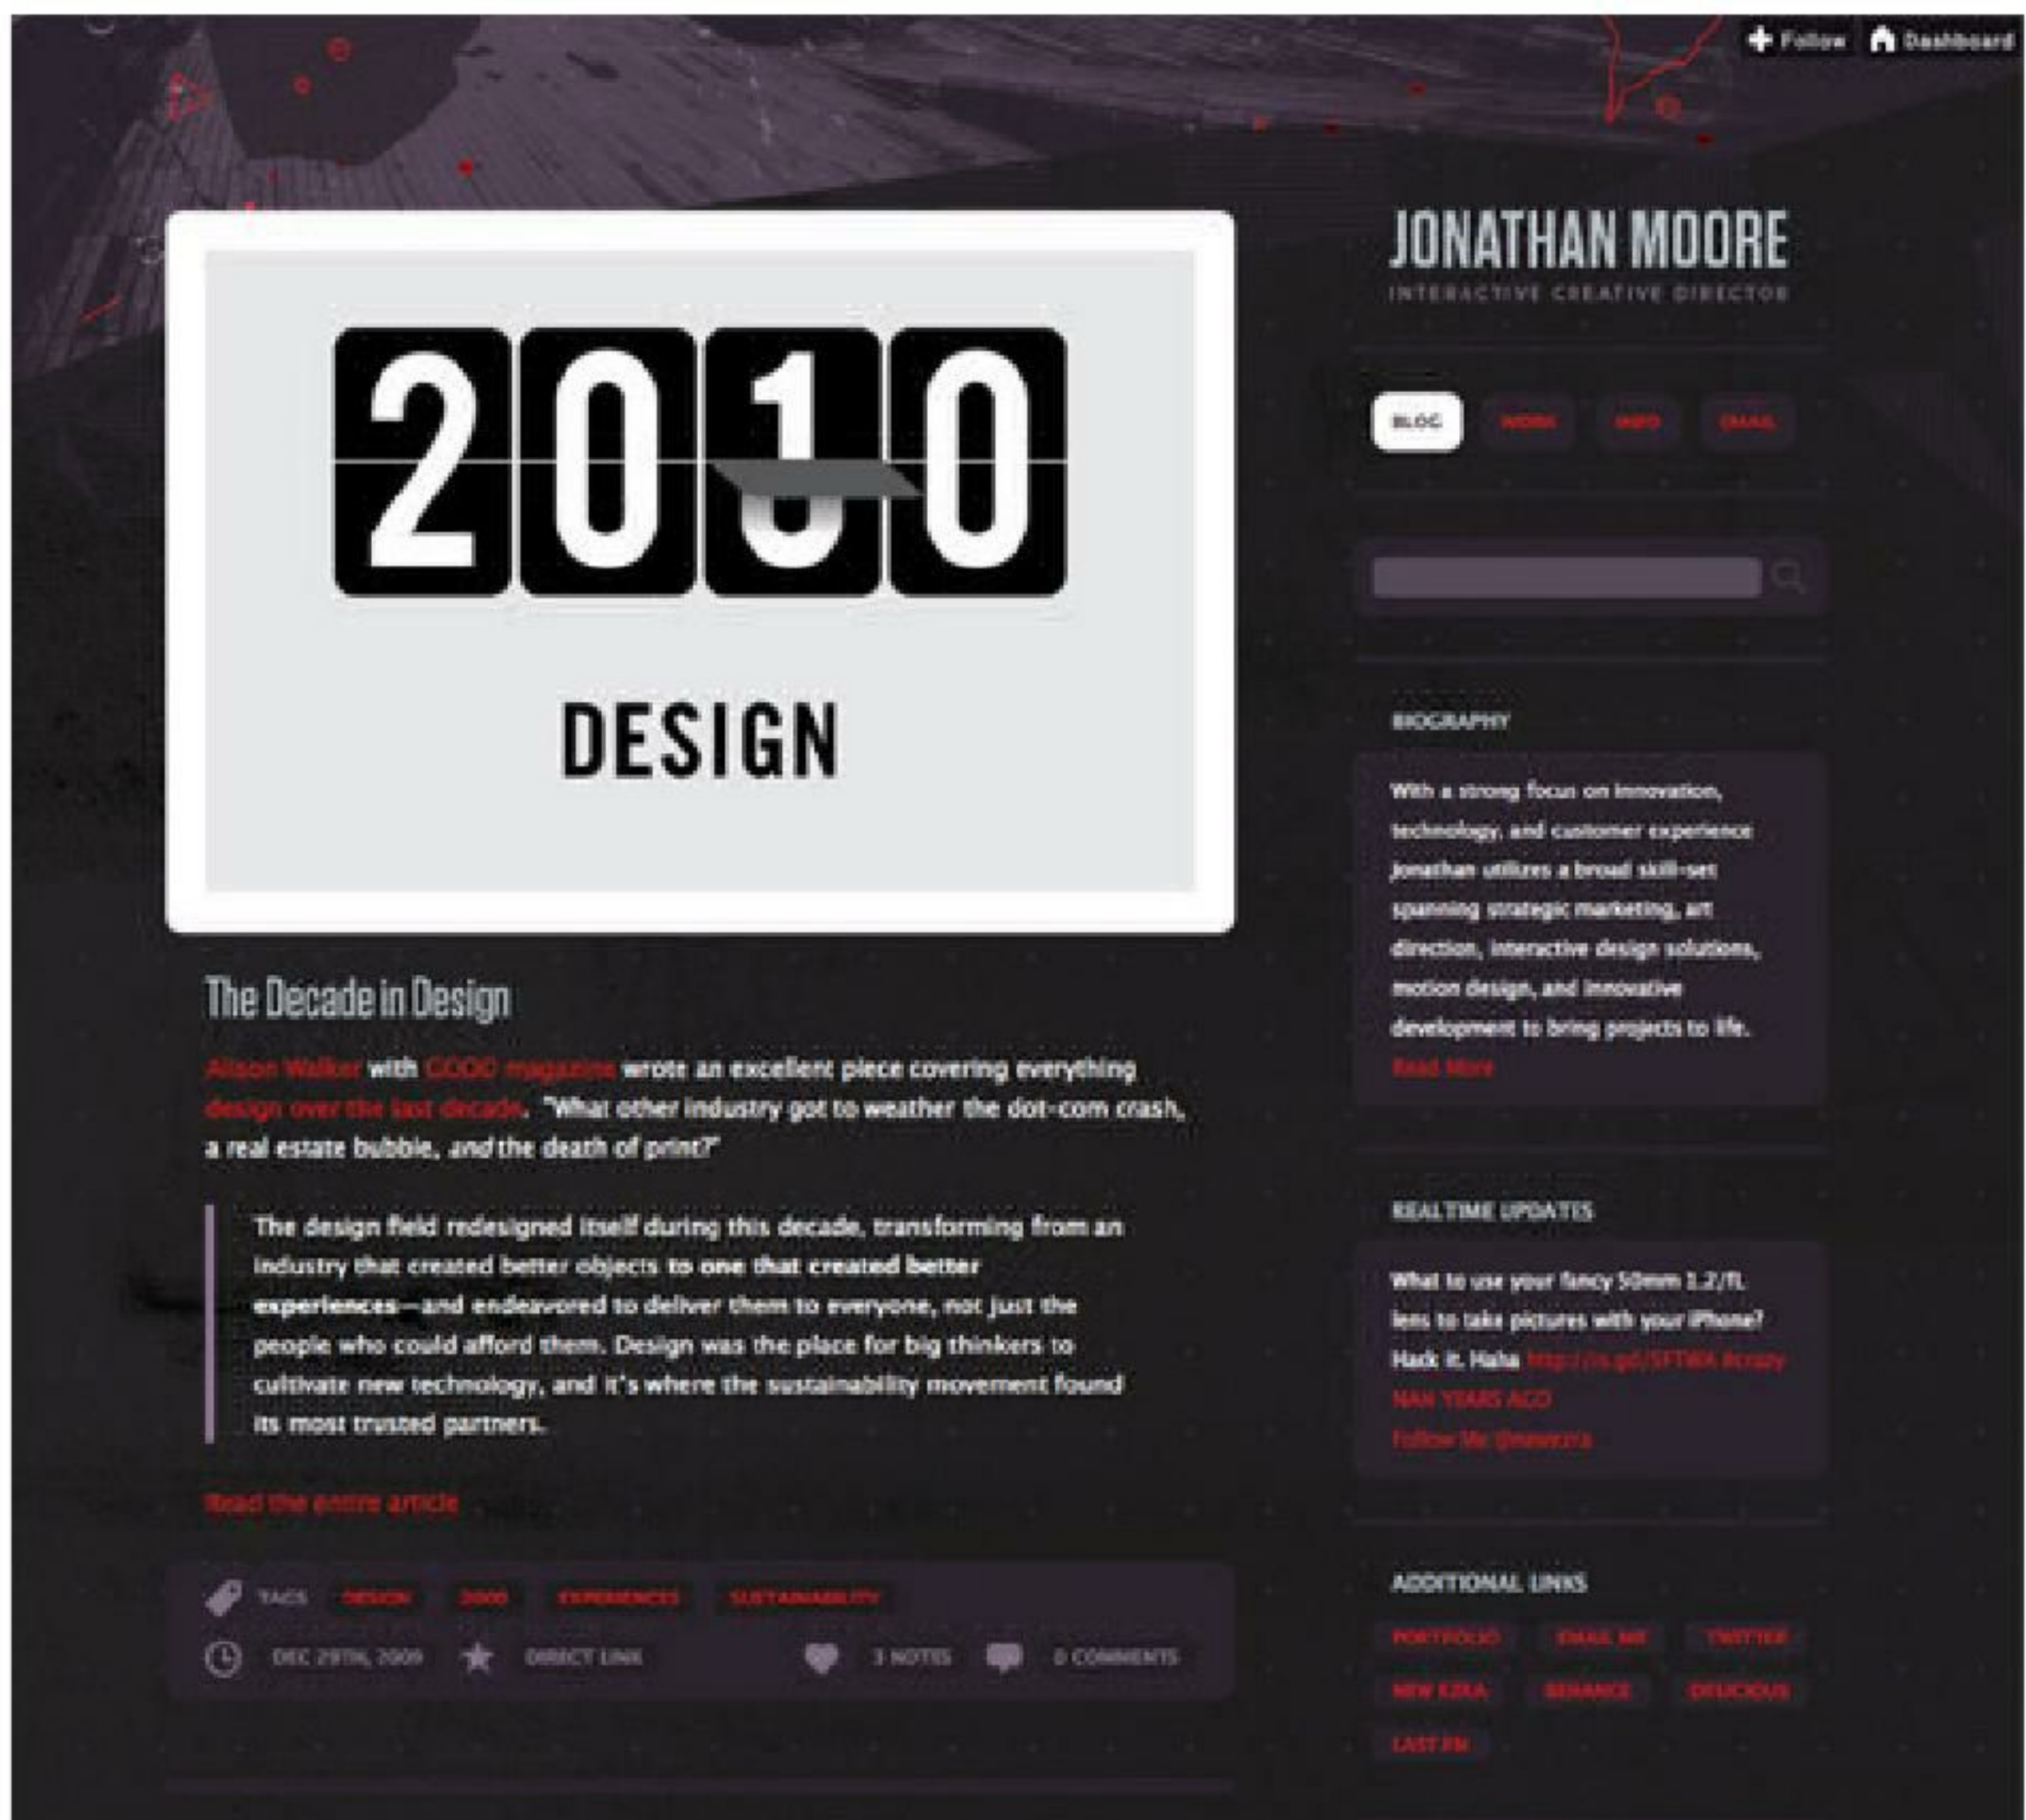 Follow Dashboard
2010
DESIGN
The Decade in Design
Alison Walker with GOOD magazine wrote an excellent piece covering everything
design over the last decade. "What other industry got to weather the dot-com crash,
a real estate bubble, and the death of print?"
The design field redesigned itself during this decade, transforming from an
industry that created better objects to one that created better
experiences—and endeavored to deliver them to everyone, not just the
people who could afford them. Design was the place for big thinkers to
cultivate new technology, and it's where the sustainability movement found
its most trusted partners.
Read the entire article
TAGS DESIGN 2009 EXPERIENCES SUSTAINABILITY
DEC 29TH, 2009 DIRECT LINK 3 NOTES 0 COMMENTS
JONATHAN MOORE
INTERACTIVE CREATIVE DIRECTOR
BLOG WORK INFO EMAIL
BIOGRAPHY
With a strong focus on innovation,
technology, and customer experience
Jonathan utilizes a broad skill-set
spanning strategic marketing, art
direction, interactive design solutions,
motion design, and innovative
development to bring projects to life.
Read More
REALTIME UPDATES
What to use your fancy 50mm 1.2/fL
lens to take pictures with your iPhone?
Hack it. Haha #crazy
NAN YEARS AGO
Follow Me @newezra
ADDITIONAL LINKS
PORTFOLIO EMAIL ME TWITTER
NEW EZRA BEHANCE DELICIOUS
LAST.FM